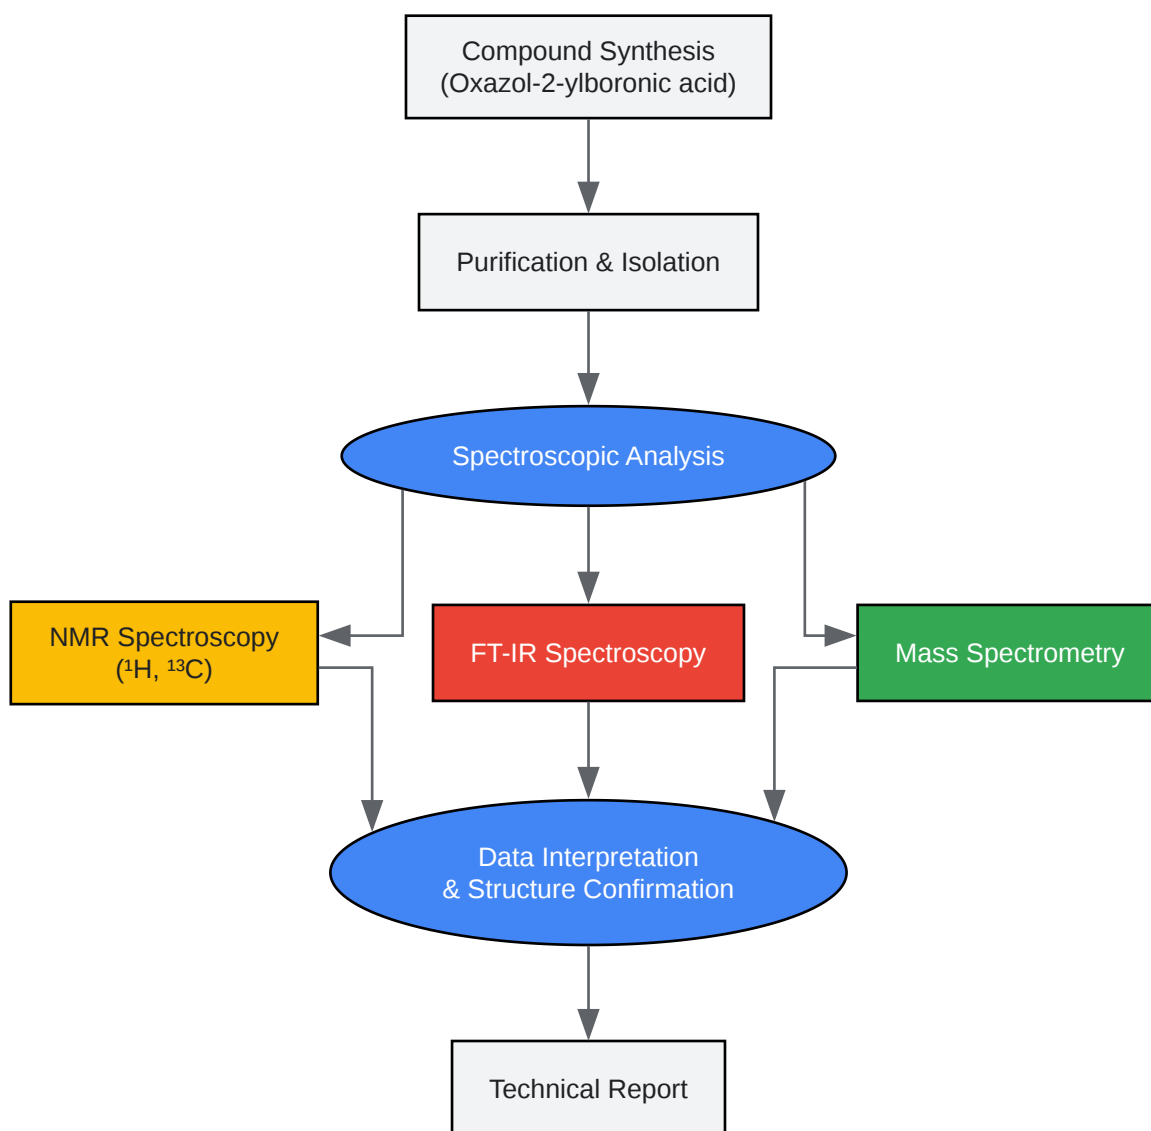 Compound Synthesis
(Oxazol-2-ylboronic acid)
Purification & Isolation
Spectroscopic Analysis
NMR Spectroscopy
(¹H, ¹³C)
FT-IR Spectroscopy
Mass Spectrometry
Data Interpretation
& Structure Confirmation
Technical Report